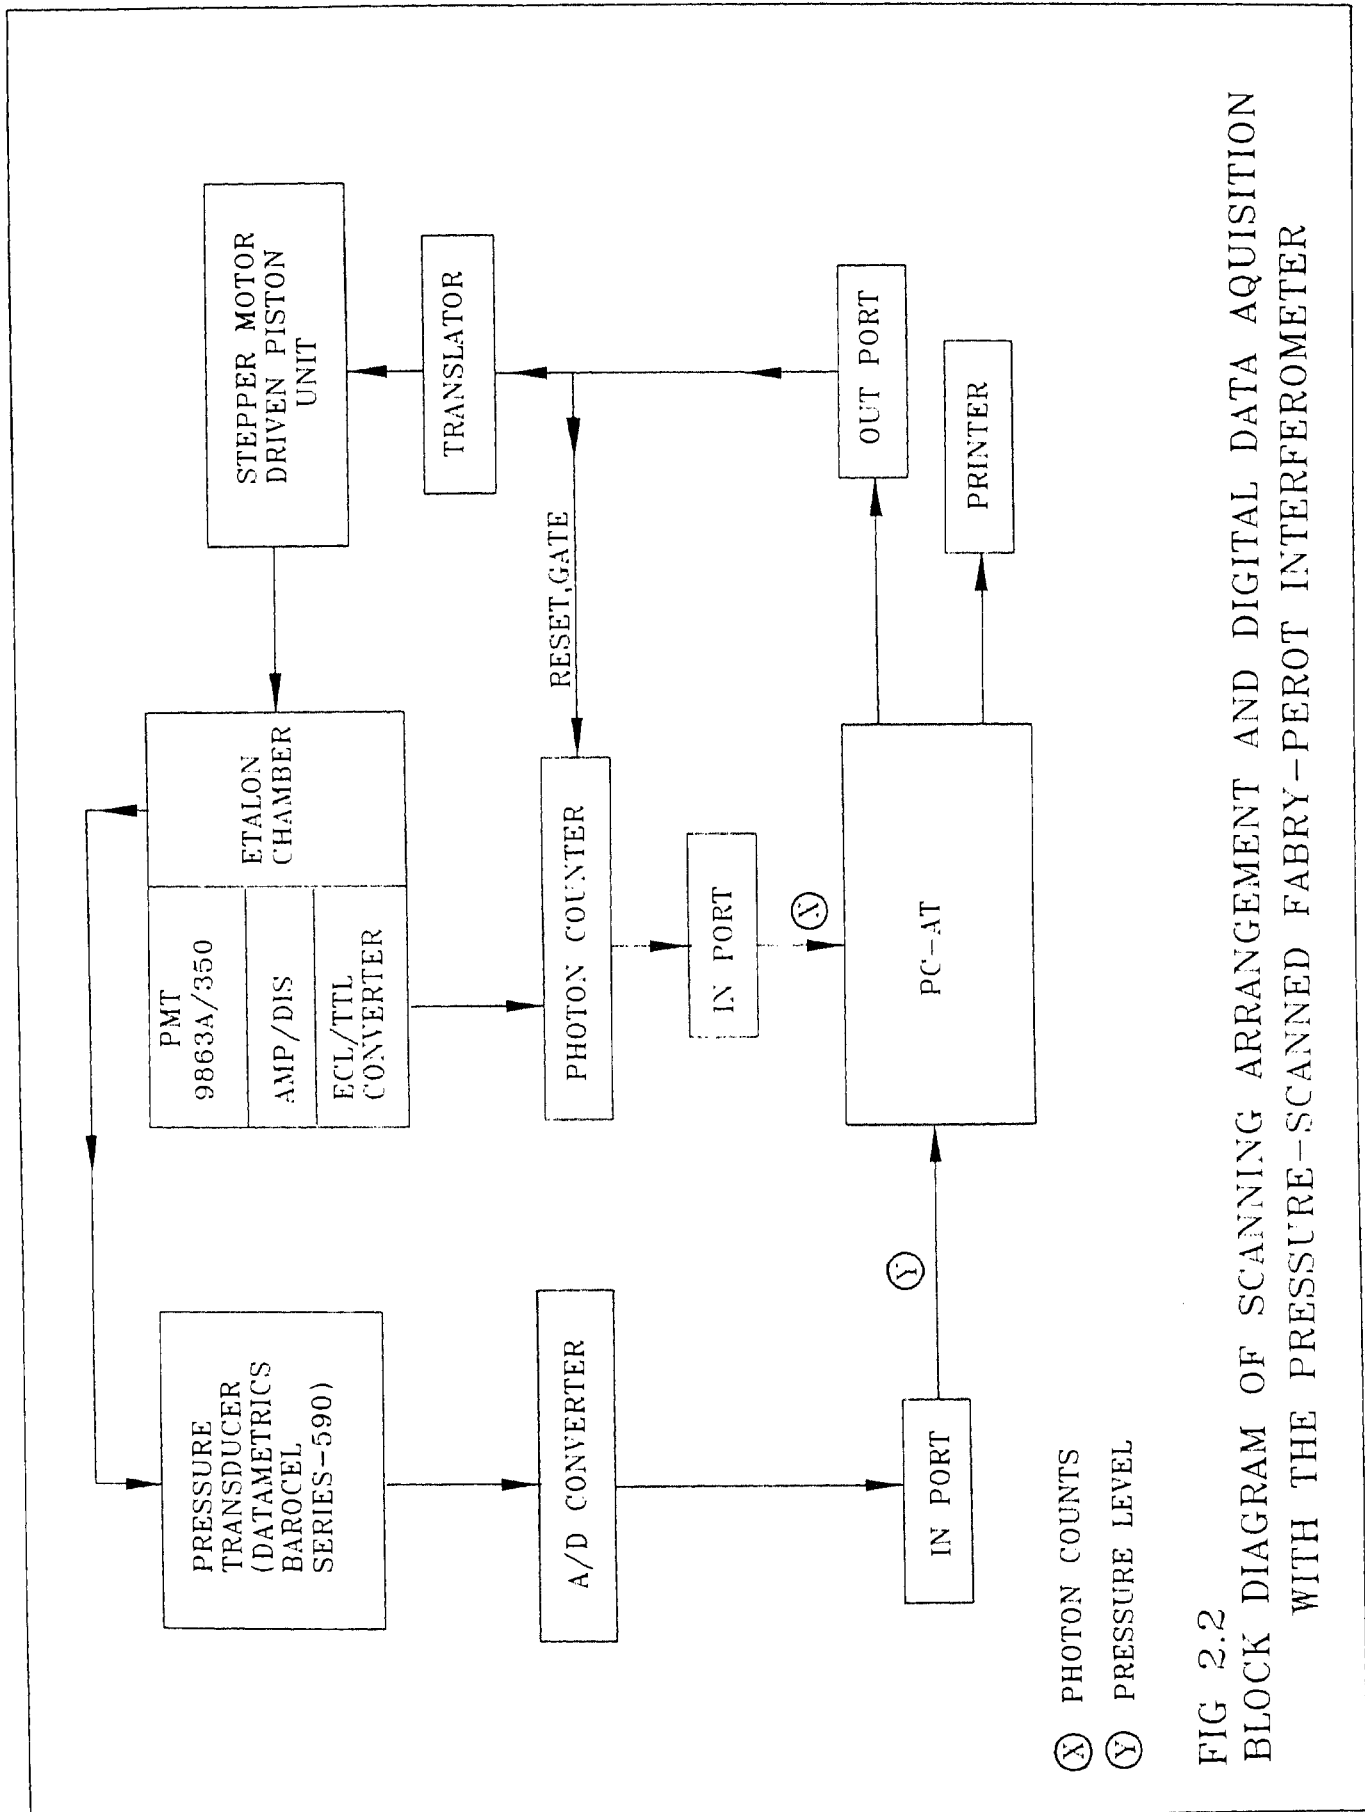 PRESSURE
TRANSDUCER
(DATAMETRICS
BAROCEL
SERIES-590)
PMT
9863A/350
AMP/DIS
ECL/TTL
CONVERTER
ETALON
CHAMBER
STEPPER MOTOR
DRIVEN PISTON
UNIT
TRANSLATOR
RESET,GATE
A/D CONVERTER
PHOTON COUNTER
IN PORT
X
OUT PORT
Y
IN PORT
PC-AT
PRINTER
X PHOTON COUNTS
Y PRESSURE LEVEL
FIG 2.2
BLOCK DIAGRAM OF SCANNING ARRANGEMENT AND DIGITAL DATA AQUISITION
WITH THE PRESSURE-SCANNED FABRY-PEROT INTERFEROMETER